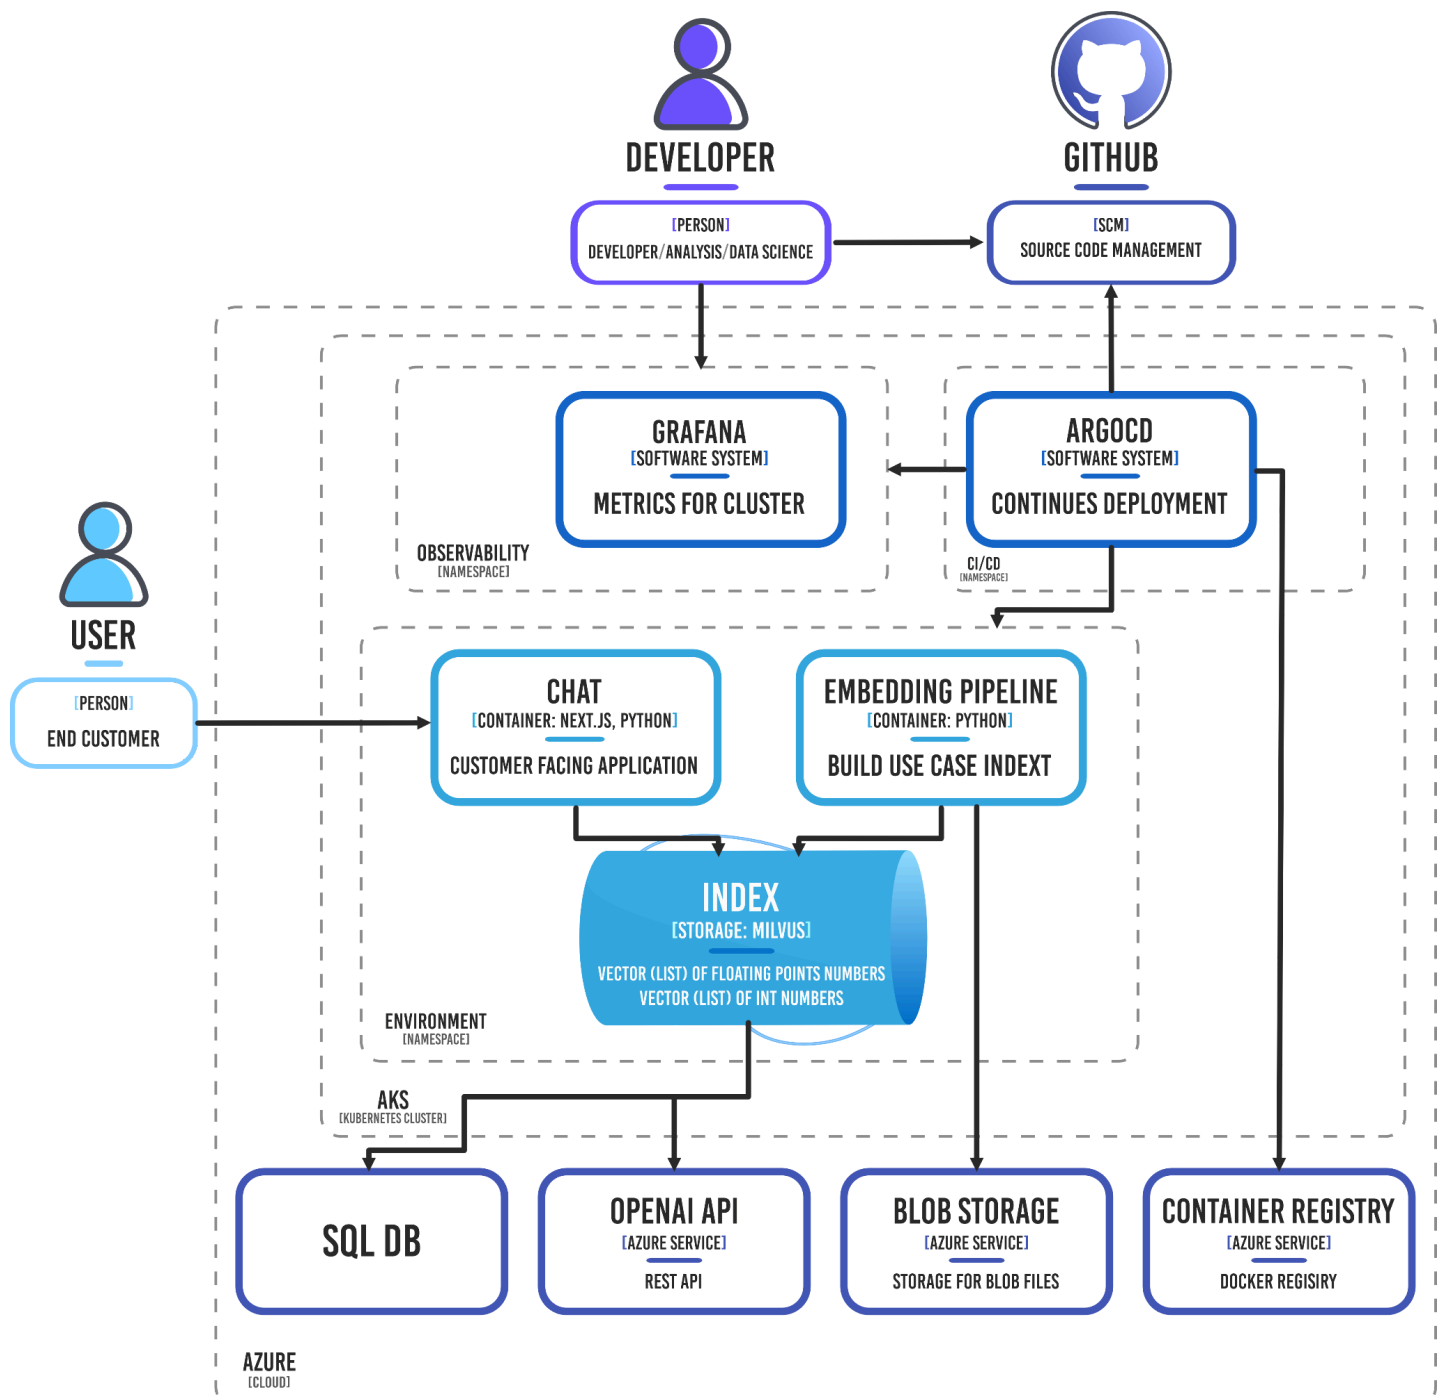 DEVELOPER
[PERSON]
DEVELOPER/ANALYSIS/DATA SCIENCE
GITHUB
[SCM]
SOURCE CODE MANAGEMENT
GRAFANA
[SOFTWARE SYSTEM]
METRICS FOR CLUSTER
OBSERVABILITY
[NAMESPACE]
ARGOCD
[SOFTWARE SYSTEM]
CONTINUES DEPLOYMENT
CI/CD
[NAMESPACE]
USER
[PERSON]
END CUSTOMER
CHAT
[CONTAINER: NEXT.JS, PYTHON]
CUSTOMER FACING APPLICATION
EMBEDDING PIPELINE
[CONTAINER: PYTHON]
BUILD USE CASE INDEXT
INDEX
[STORAGE: MILVUS]
VECTOR (LIST) OF FLOATING POINTS NUMBERS
VECTOR (LIST) OF INT NUMBERS
ENVIRONMENT
[NAMESPACE]
AKS
[KUBERNETES CLUSTER]
SQL DB
OPENAI API
[AZURE SERVICE]
REST API
BLOB STORAGE
[AZURE SERVICE]
STORAGE FOR BLOB FILES
CONTAINER REGISTRY
[AZURE SERVICE]
DOCKER REGISIRY
AZURE
[CLOUD]